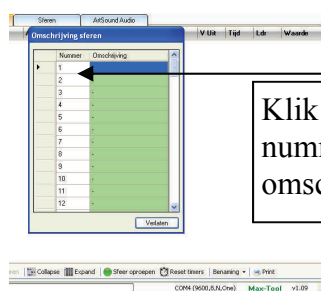 Sferen ArtSound Audio
V Uit Tijd Ldr Waarde
Omschrijving sferen
Nummer Omschrijving
1
2 -
3 -
4 -
5 -
6 -
7 -
8 -
9 -
10 -
11 -
12 -
Klik
Verlaten
Collapse Expand Sfeer oproepen Reset timers Benaming Print
COM4 (9600,8,N,One) Max-Tool v1.09